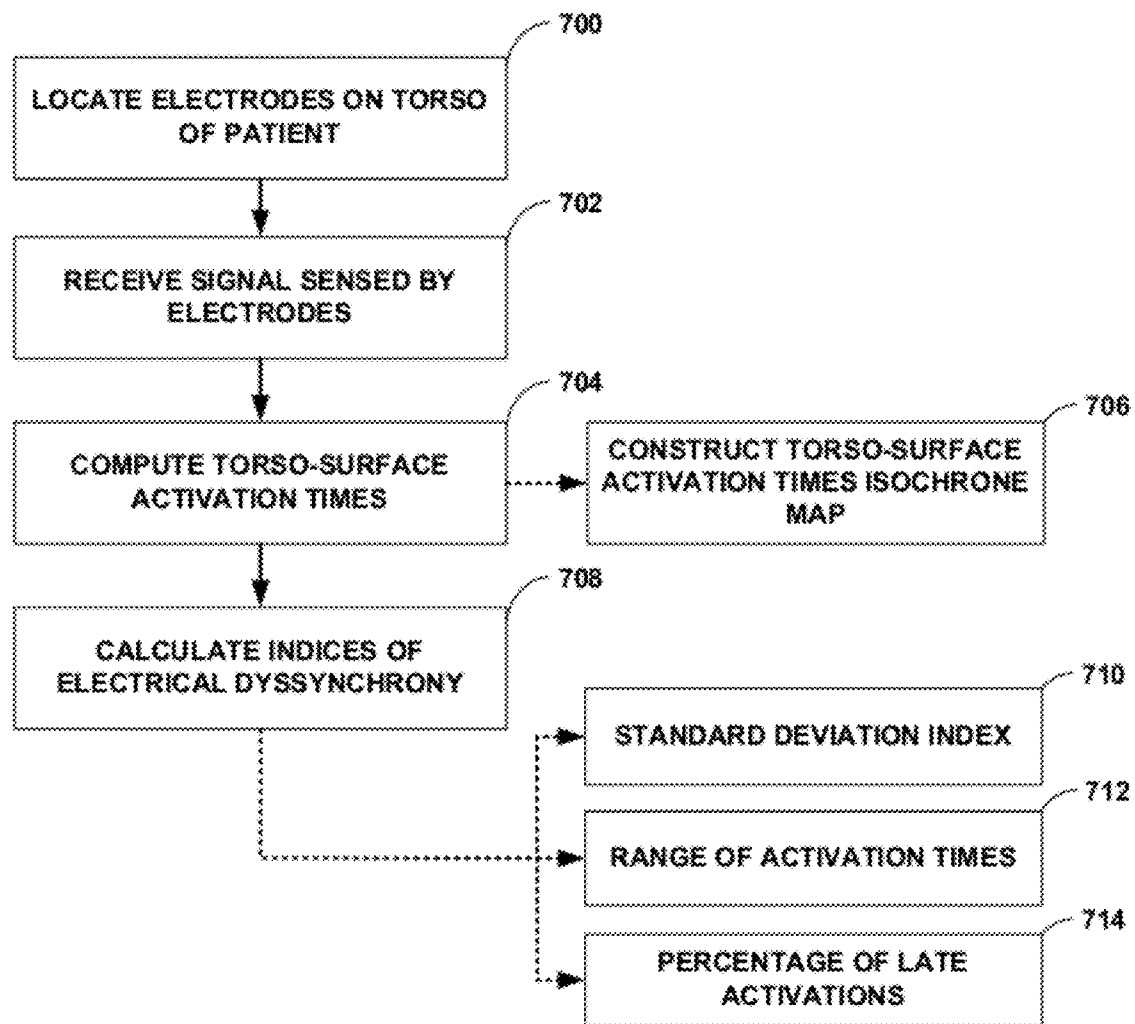 700
LOCATE ELECTRODES ON TORSO
OF PATIENT
702
RECEIVE SIGNAL SENSED BY
ELECTRODES
704
COMPUTE TORSO-SURFACE
ACTIVATION TIMES
706
CONSTRUCT TORSO-SURFACE
ACTIVATION TIMES ISOCHRONE
MAP
708
CALCULATE INDICES OF
ELECTRICAL DYSSYNCHRONY
710
STANDARD DEVIATION INDEX
712
RANGE OF ACTIVATION TIMES
714
PERCENTAGE OF LATE
ACTIVATIONS